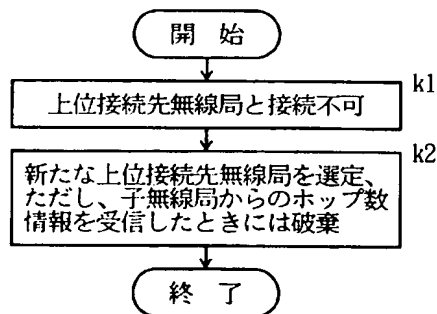 開 始
k1
上位接続先無線局と接続不可
k2
新たな上位接続先無線局を選定、
ただし、子無線局からのホップ数
情報を受信したときには破棄
終 了